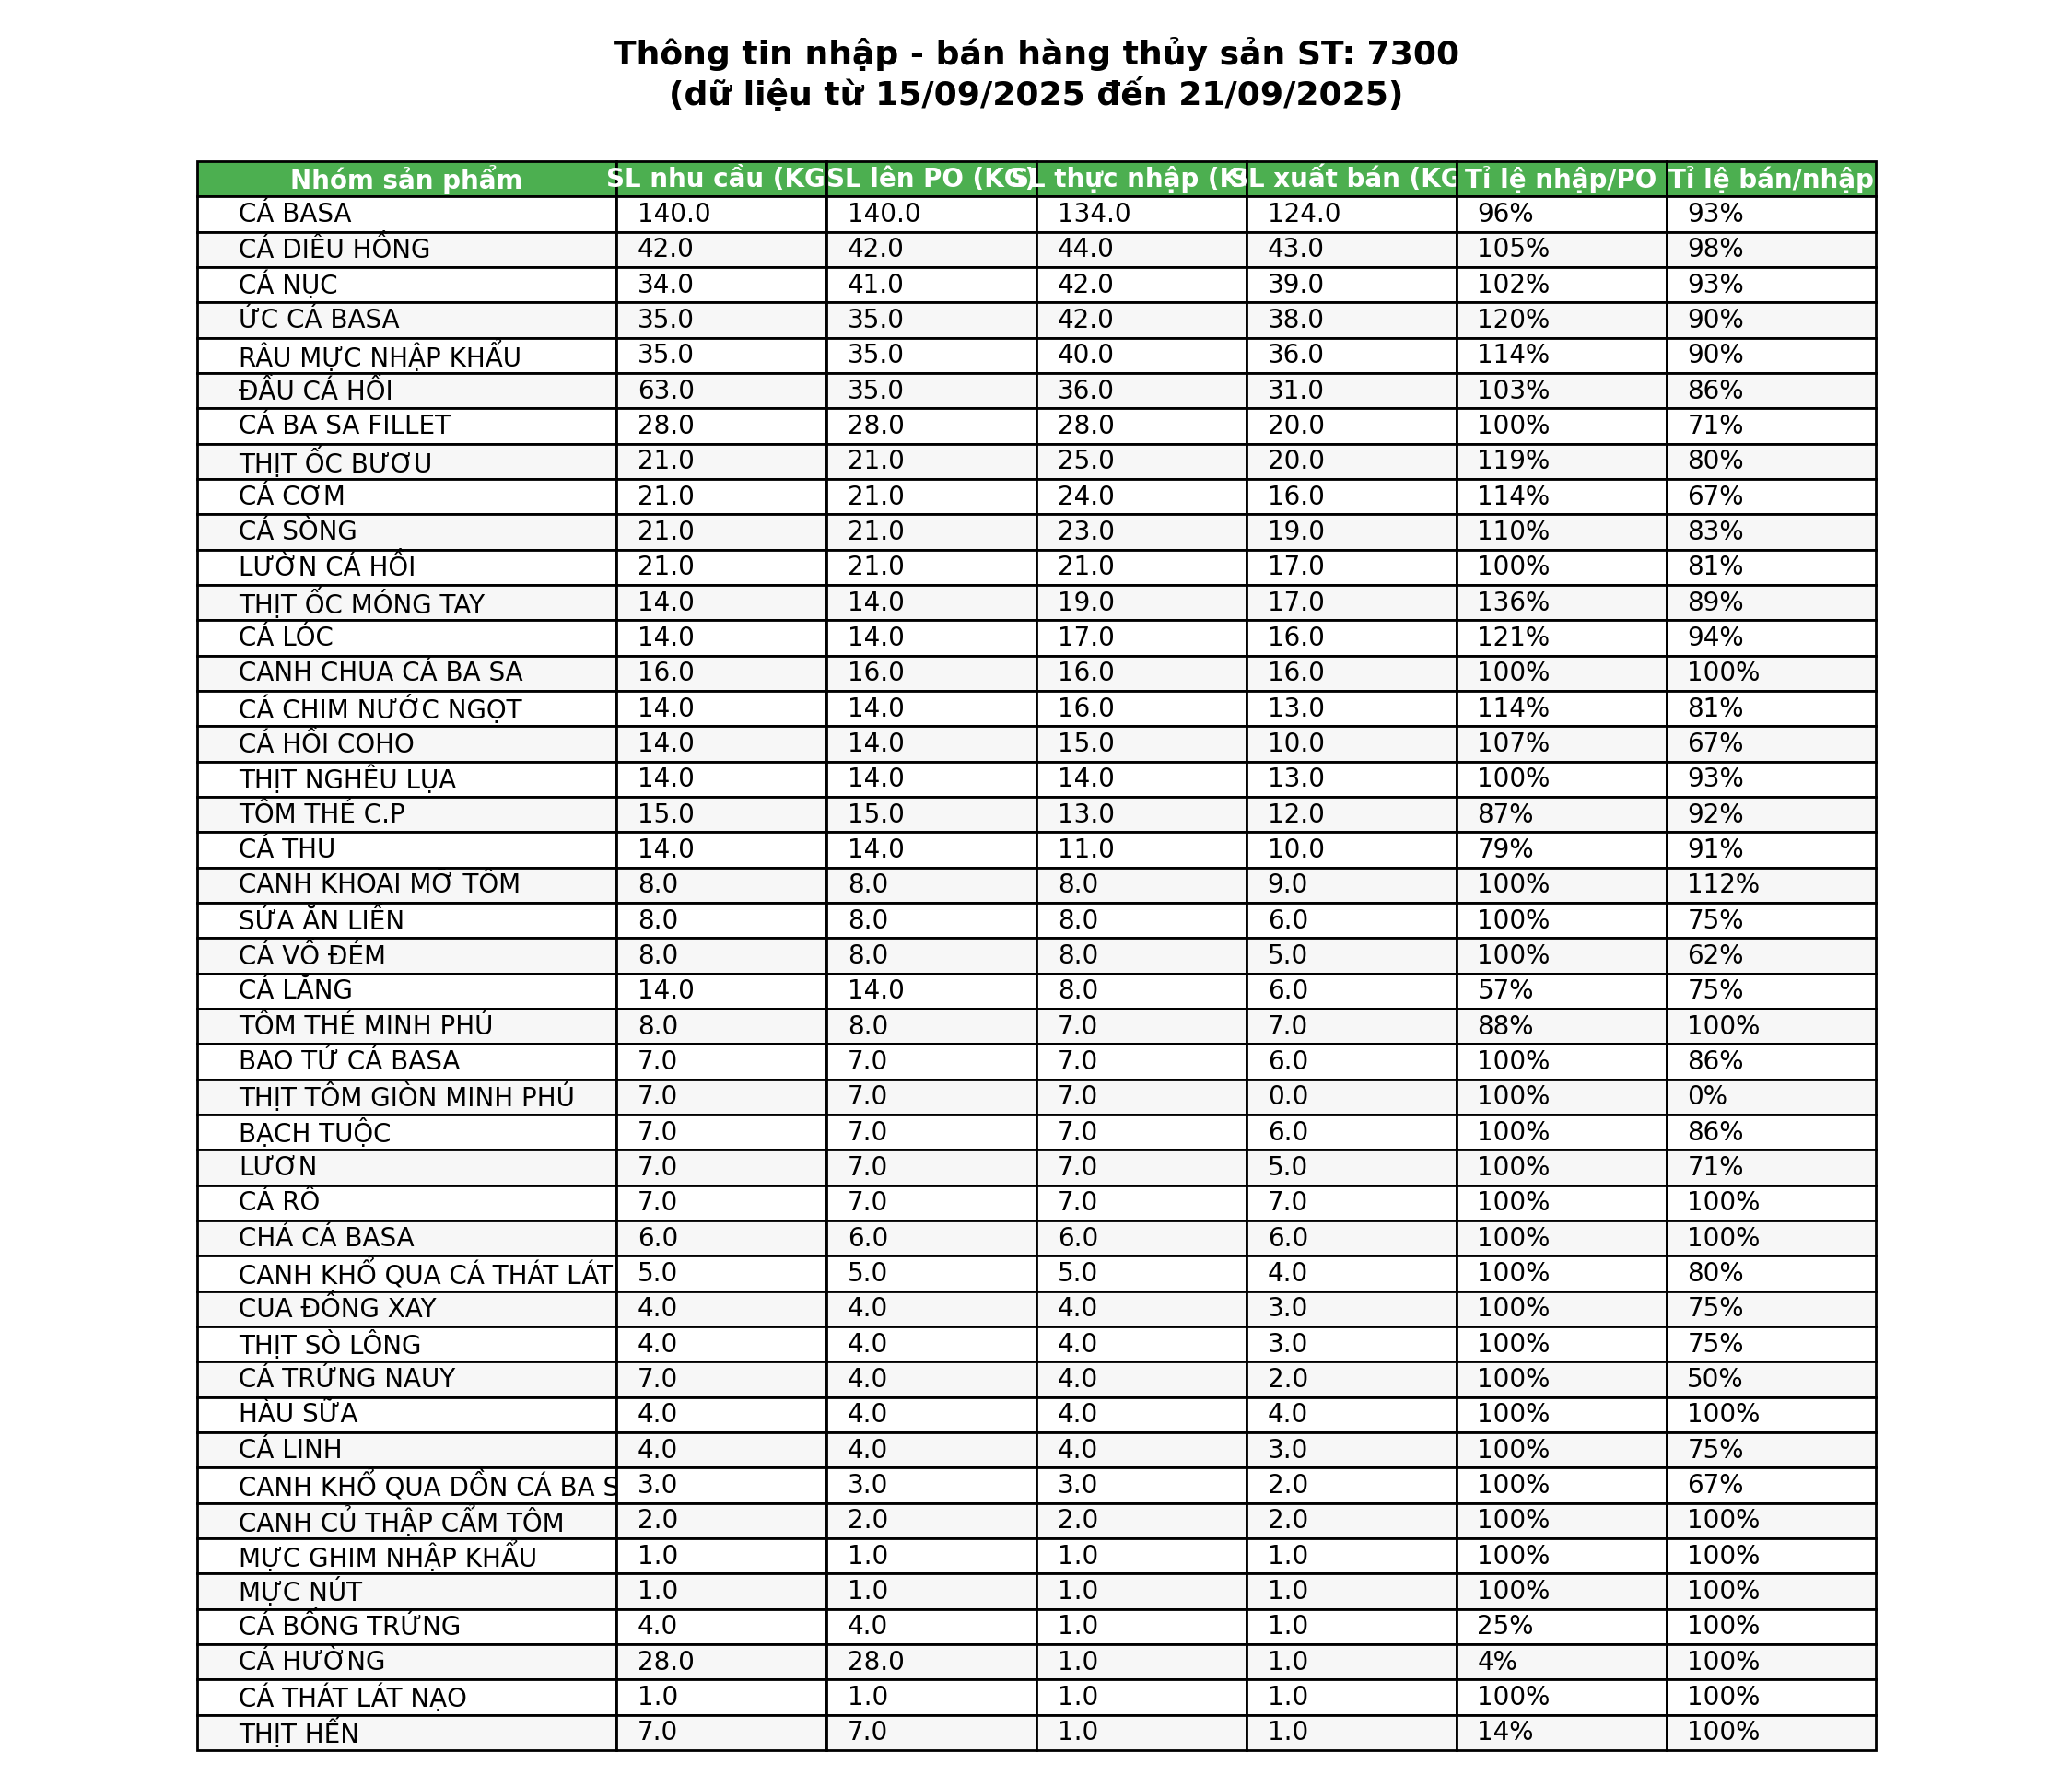 Thông tin nhập - bán hàng thủy sản ST: 7300
(dữ liệu từ 15/09/2025 đến 21/09/2025)
Nhóm sản phẩm SL nhu cầu (KG SL lên PO (KG) SL thực nhập (K SL xuất bán (KG Tỉ lệ nhập/PO Tỉ lệ bán/nhập
CÁ BASA 140.0 140.0 134.0 124.0 96% 93%
CÁ DIÊU HỒNG 42.0 42.0 44.0 43.0 105% 98%
CÁ NỤC 34.0 41.0 42.0 39.0 102% 93%
ỨC CÁ BASA 35.0 35.0 42.0 38.0 120% 90%
RÂU MỰC NHẬP KHẨU 35.0 35.0 40.0 36.0 114% 90%
ĐẦU CÁ HỒI 63.0 35.0 36.0 31.0 103% 86%
CÁ BA SA FILLET 28.0 28.0 28.0 20.0 100% 71%
THỊT ỐC BƯƠU 21.0 21.0 25.0 20.0 119% 80%
CÁ CƠM 21.0 21.0 24.0 16.0 114% 67%
CÁ SÒNG 21.0 21.0 23.0 19.0 110% 83%
LƯỜN CÁ HỒI 21.0 21.0 21.0 17.0 100% 81%
THỊT ỐC MÓNG TAY 14.0 14.0 19.0 17.0 136% 89%
CÁ LÓC 14.0 14.0 17.0 16.0 121% 94%
CANH CHUA CÁ BA SA 16.0 16.0 16.0 16.0 100% 100%
CÁ CHIM NƯỚC NGỌT 14.0 14.0 16.0 13.0 114% 81%
CÁ HỒI COHO 14.0 14.0 15.0 10.0 107% 67%
THỊT NGHÊU LỤA 14.0 14.0 14.0 13.0 100% 93%
TÔM THẺ C.P 15.0 15.0 13.0 12.0 87% 92%
CÁ THU 14.0 14.0 11.0 10.0 79% 91%
CANH KHOAI MỠ TÔM 8.0 8.0 8.0 9.0 100% 112%
SỨA ĂN LIỀN 8.0 8.0 8.0 6.0 100% 75%
CÁ VỒ ĐÉM 8.0 8.0 8.0 5.0 100% 62%
CÁ LĂNG 14.0 14.0 8.0 6.0 57% 75%
TÔM THẺ MINH PHÚ 8.0 8.0 7.0 7.0 88% 100%
BAO TỬ CÁ BASA 7.0 7.0 7.0 6.0 100% 86%
THỊT TÔM GIÒN MINH PHÚ 7.0 7.0 7.0 0.0 100% 0%
BẠCH TUỘC 7.0 7.0 7.0 6.0 100% 86%
LƯƠN 7.0 7.0 7.0 5.0 100% 71%
CÁ RÔ 7.0 7.0 7.0 7.0 100% 100%
CHẢ CÁ BASA 6.0 6.0 6.0 6.0 100% 100%
CANH KHỔ QUA CÁ THÁT LÁT 5.0 5.0 5.0 4.0 100% 80%
CUA ĐỒNG XAY 4.0 4.0 4.0 3.0 100% 75%
THỊT SÒ LÔNG 4.0 4.0 4.0 3.0 100% 75%
CÁ TRỨNG NAUY 7.0 4.0 4.0 2.0 100% 50%
HÀU SỮA 4.0 4.0 4.0 4.0 100% 100%
CÁ LINH 4.0 4.0 4.0 3.0 100% 75%
CANH KHỔ QUA DỒN CÁ BA S 3.0 3.0 3.0 2.0 100% 67%
CANH CỦ THẬP CẨM TÔM 2.0 2.0 2.0 2.0 100% 100%
MỰC GHIM NHẬP KHẨU 1.0 1.0 1.0 1.0 100% 100%
MỰC NÚT 1.0 1.0 1.0 1.0 100% 100%
CÁ BỐNG TRỨNG 4.0 4.0 1.0 1.0 25% 100%
CÁ HƯỜNG 28.0 28.0 1.0 1.0 4% 100%
CÁ THÁT LÁT NẠO 1.0 1.0 1.0 1.0 100% 100%
THỊT HẾN 7.0 7.0 1.0 1.0 14% 100%